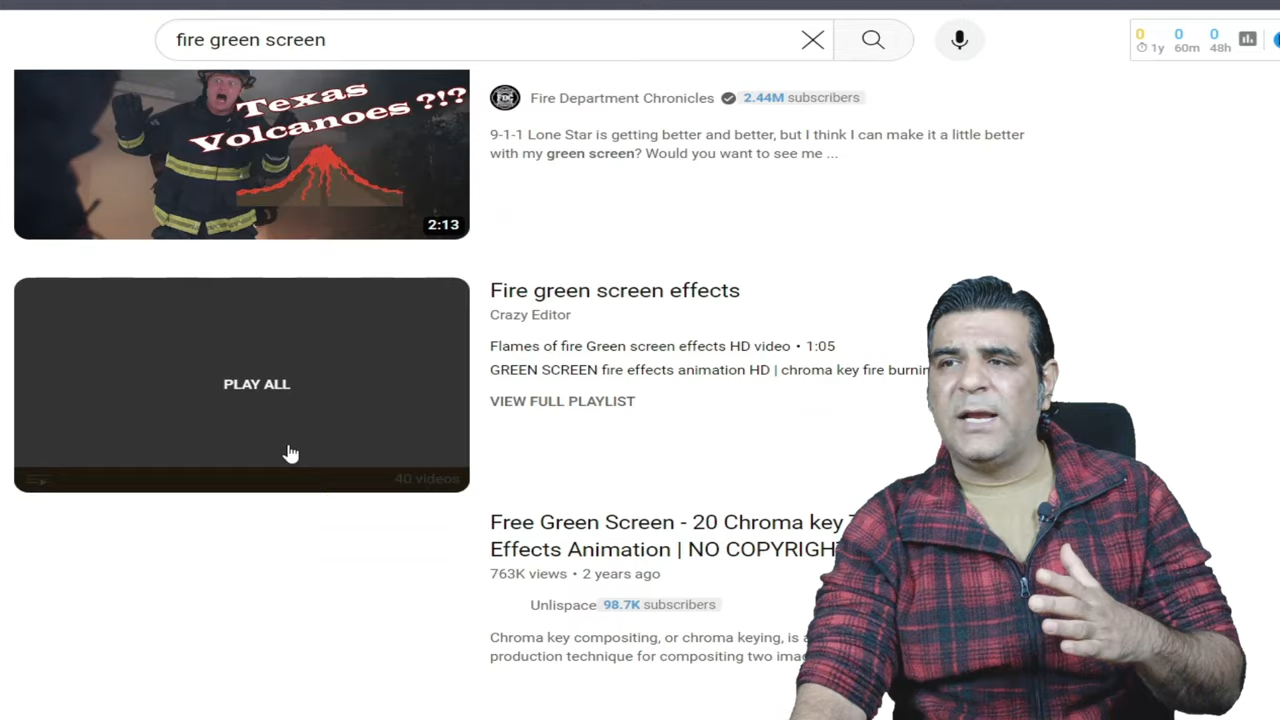 fire green screen
0 0 0
1y 60m 48h
Texas
Volcanoes ?!?
2:13
Fire Department Chronicles 2.44M subscribers
9-1-1 Lone Star is getting better and better, but I think I can make it a little better
with my green screen? Would you want to see me ...
PLAY ALL
40 videos
Fire green screen effects
Crazy Editor
Flames of fire Green screen effects HD video • 1:05
GREEN SCREEN fire effects animation HD | chroma key fire
VIEW FULL PLAYLIST
Free Green Screen - 20 Chroma key
Effects Animation | NO
763K views • 2 years ago
Unlispace 98.7K subscribers
Chroma key compositing, or chroma keying, is
production technique for compositing two